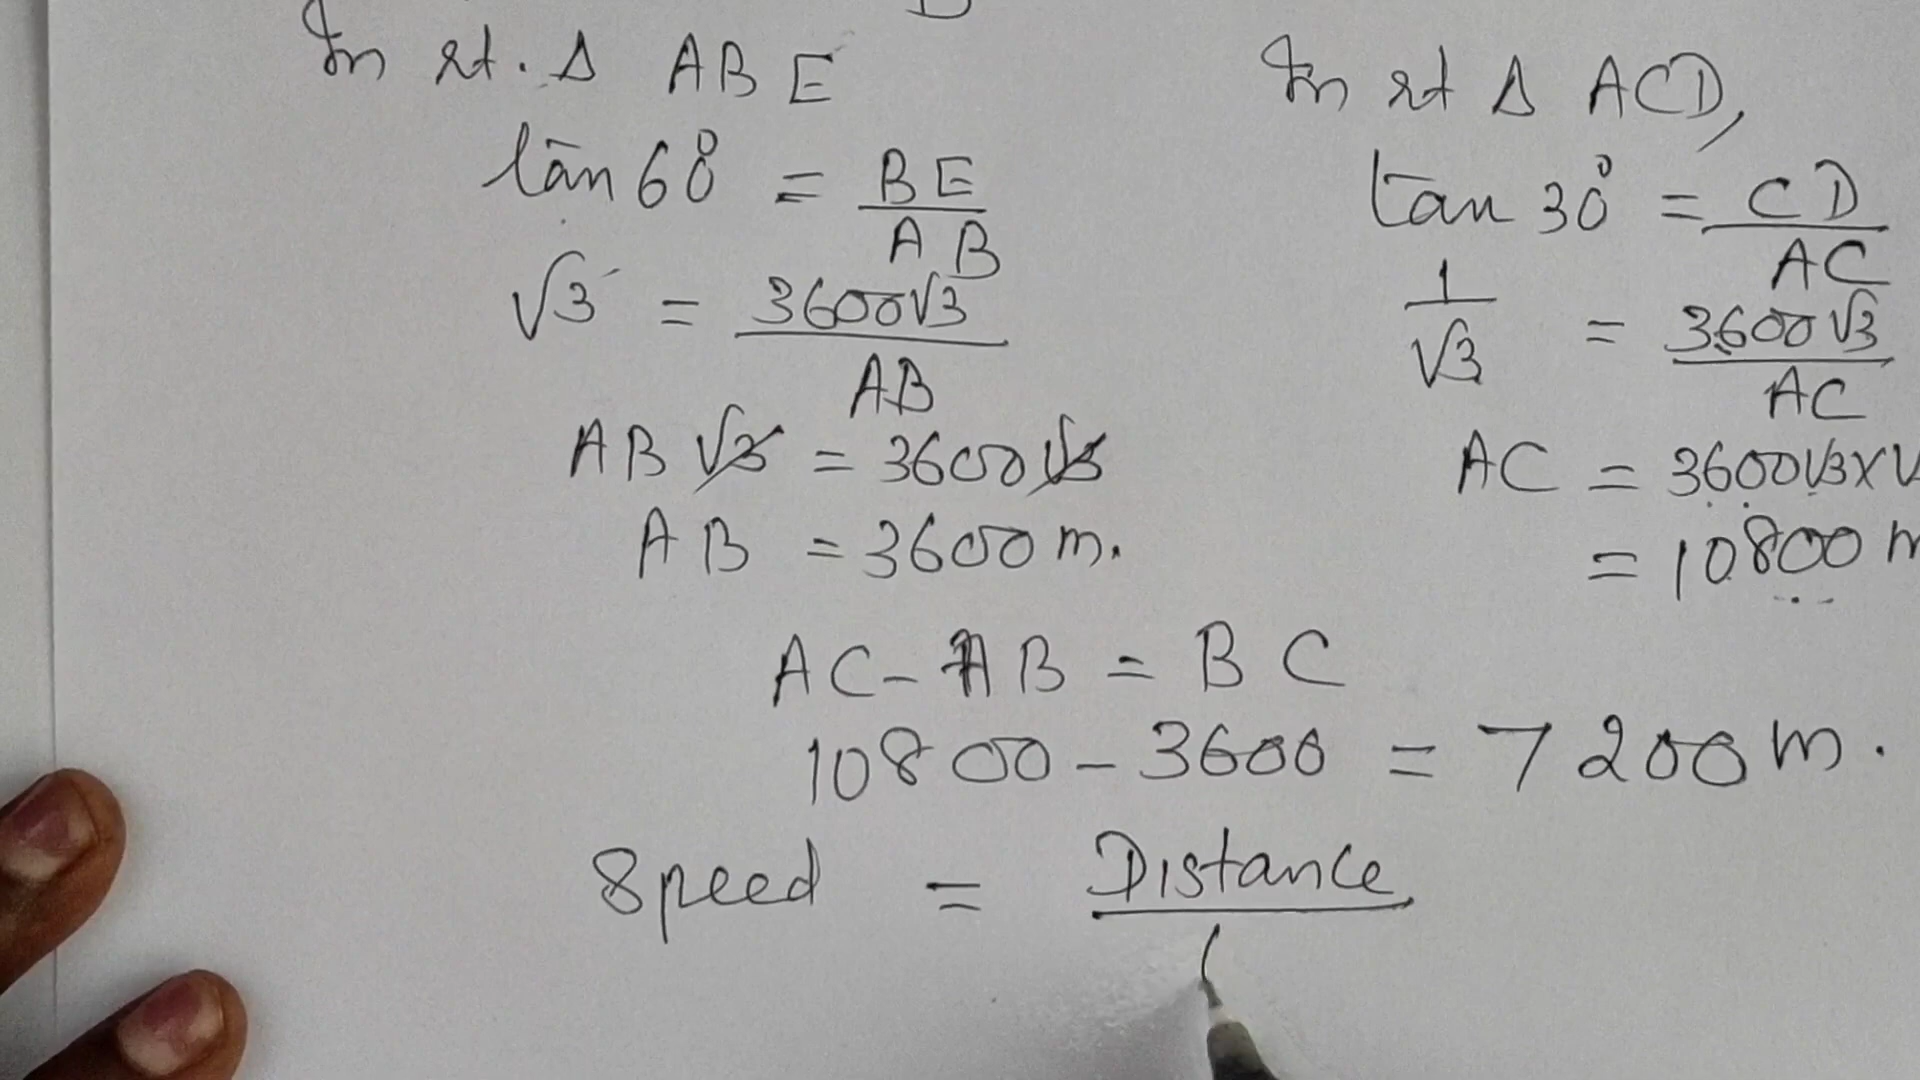 In rt. Δ ABE
tan 60° = BE/AB
√3 = 3600√3/AB
AB√3 = 3600√3
AB = 3600 m.
In rt Δ ACD,
tan 30° = CD/AC
1/√3 = 3600√3/AC
AC = 3600√3×√
= 10800 m
AC - AB = BC
10800 - 3600 = 7200 m.
Speed = Distance